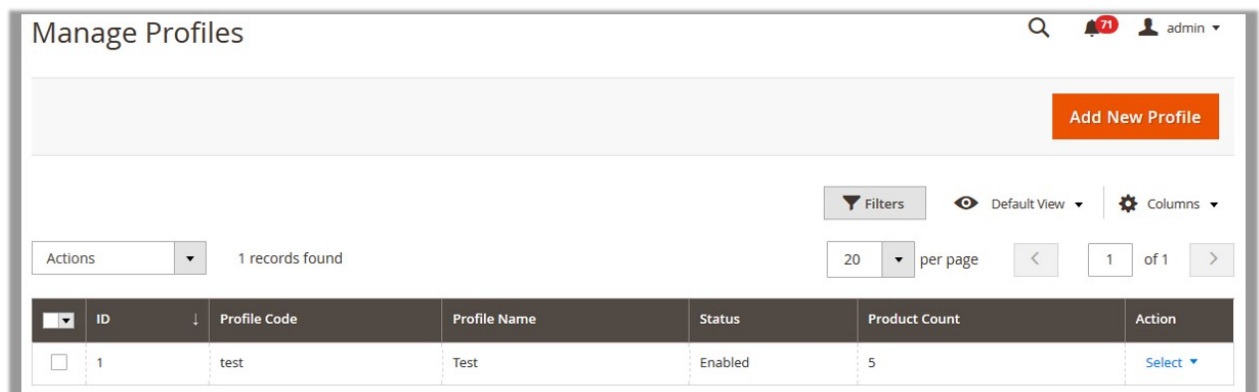 Manage Profiles
71 admin
Add New Profile
Filters Default View Columns
Actions 1 records found 20 per page 1 of 1
ID Profile Code Profile Name Status Product Count Action
1 test Test Enabled 5 Select